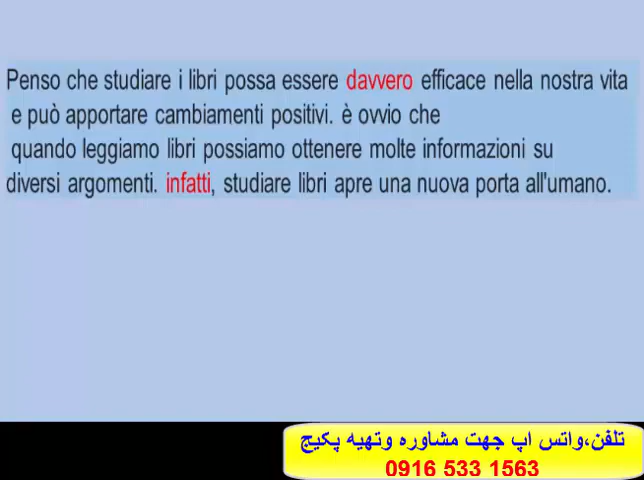 Penso che studiare i libri possa essere davvero efficace nella nostra vita
e può apportare cambiamenti positivi. è ovvio che
quando leggiamo libri possiamo ottenere molte informazioni su
diversi argomenti. infatti, studiare libri apre una nuova porta all'umano.
تلفن،واتس اپ جهت مشاوره وتهیه پکیج
0916 533 1563